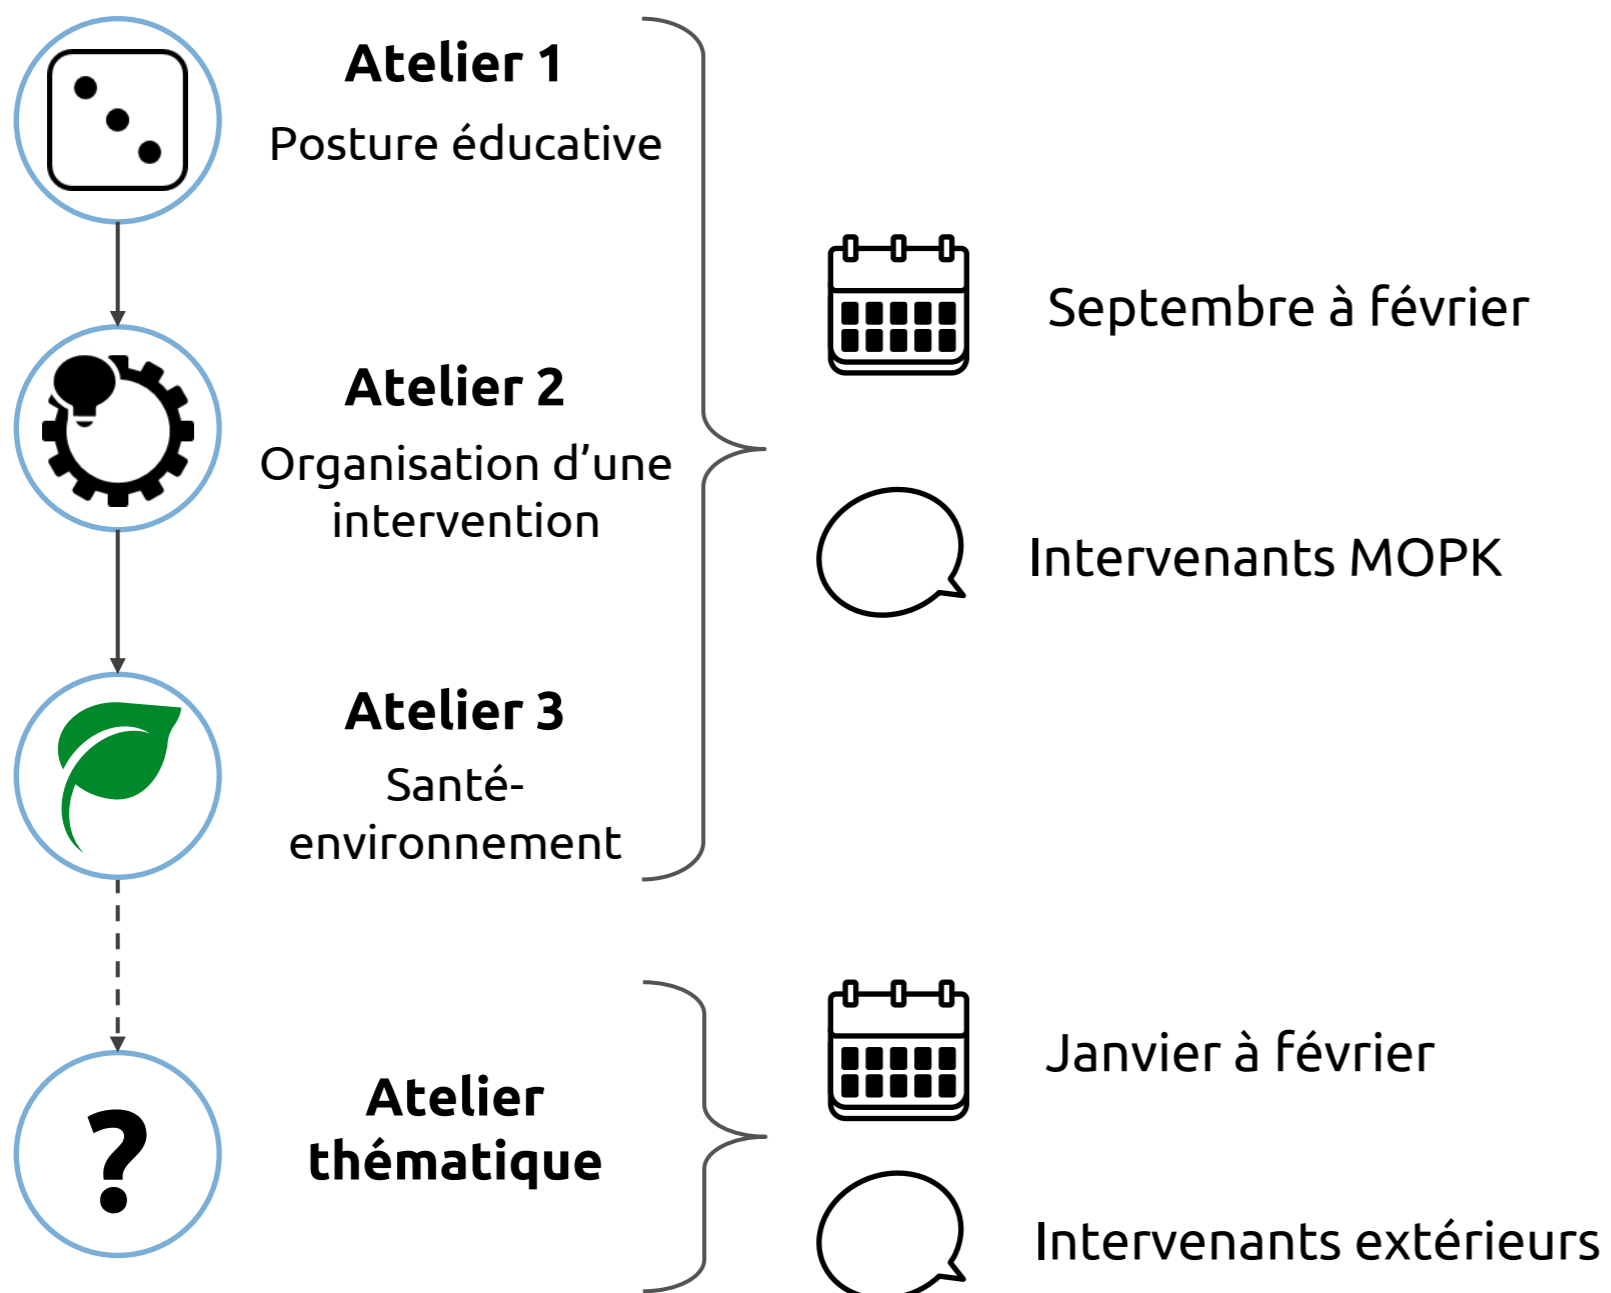 Atelier 1
Posture éducative
Atelier 2
Organisation d’une
intervention
Atelier 3
Santé-
environnement
Septembre à février
Intervenants MOPK
?
Atelier
thématique
Janvier à février
Intervenants extérieurs